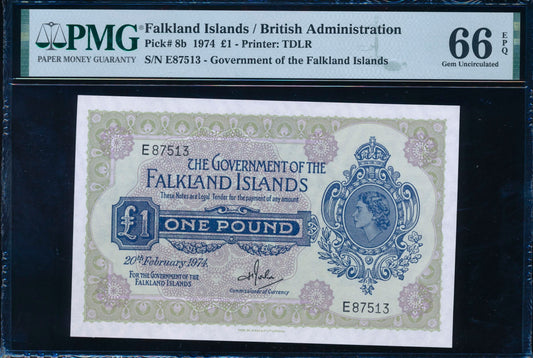 PMG
PAPER MONEY GUARANTY
Falkland Islands / British Administration
Pick# 8b 1974 £1 - Printer: TDLR
S/N E87513 - Government of the Falkland Islands
66 EPQ
Gem Uncirculated
E87513
THE GOVERNMENT OF THE
FALKLAND ISLANDS
These Notes are Legal Tender for the payment of any amount
£1 ONE POUND
20th February 1974.
FOR THE GOVERNMENT OF THE
FALKLAND ISLANDS
Commissioner of Currency
E87513